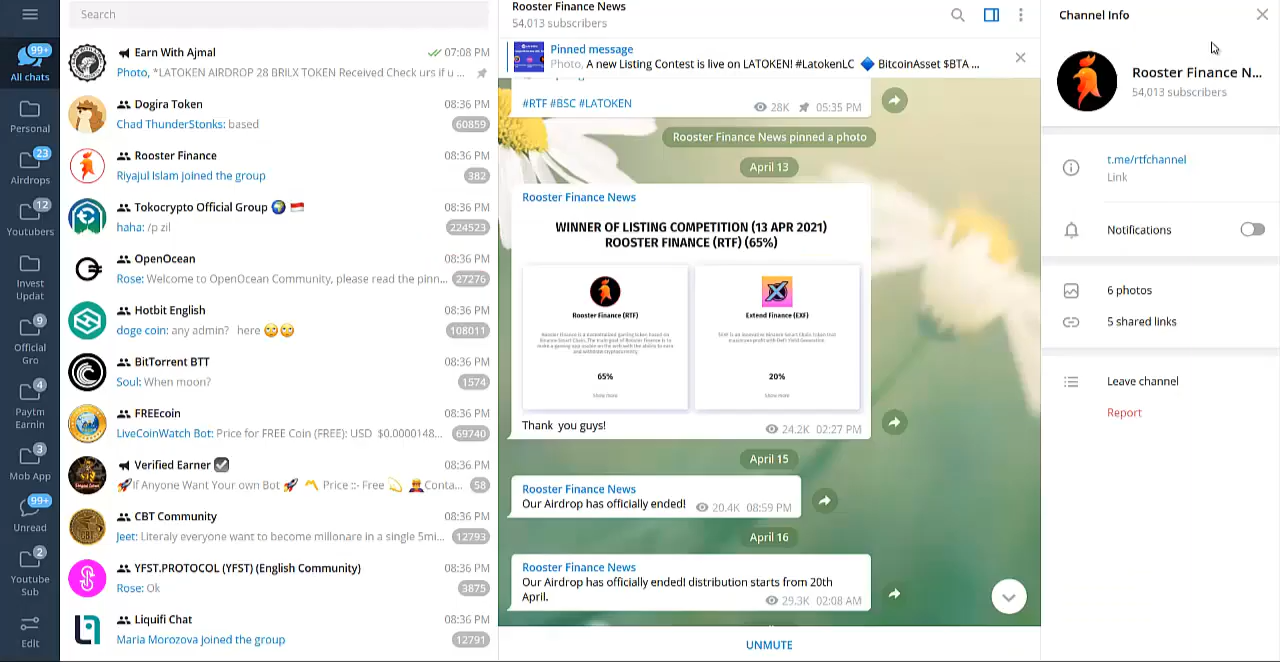 Search
99+
All chats
Personal
23
Airdrops
12
Youtubers
Invest
Updat
9
Official
Gro
4
Paytm
Earnin
3
Mob App
99+
Unread
2
Youtube
Sub
Edit
Earn With Ajmal
07:08 PM
Photo, *LATOKEN AIRDROP 28 BRILX TOKEN Received Check urs if u ...
Dogira Token
08:36 PM
Chad ThunderStonks: based
60859
Rooster Finance
08:36 PM
Riyajul Islam joined the group
382
Tokocrypto Official Group 🌍 🇮🇩
08:36 PM
haha: /p zil
224523
OpenOcean
08:36 PM
Rose: Welcome to OpenOcean Community, please read the pinn...
27276
Hotbit English
08:36 PM
doge coin: any admin? here 🙄🙄
108011
BitTorrent BTT
08:36 PM
Soul: When moon?
1574
FREEcoin
08:36 PM
LiveCoinWatch Bot: Price for FREE Coin (FREE): USD $0.0000148...
69740
Verified Earner
08:36 PM
🚀If Anyone Want Your own Bot 🚀 Price ::- Free 💫 Conta...
58
CBT Community
08:36 PM
Jeet: Literaly everyone want to become millonare in a single 5mi...
12793
YFST.PROTOCOL (YFST) (English Community)
08:36 PM
Rose: Ok
3875
Liquifi Chat
08:36 PM
Maria Morozova joined the group
12791
Rooster Finance News
54,013 subscribers
Pinned message
Photo, A new Listing Contest is live on LATOKEN! #LatokenLC 🔷 BitcoinAsset $BTA ...
#RTF #BSC #LATOKEN
28K 05:35 PM
Rooster Finance News pinned a photo
April 13
Rooster Finance News
WINNER OF LISTING COMPETITION (13 APR 2021)
ROOSTER FINANCE (RTF) (65%)
Rooster Finance (RTF)
65%
Show more
Extend Finance (EXF)
20%
Show more
Thank you guys!
24.2K 02:27 PM
April 15
Rooster Finance News
Our Airdrop has officially ended!
20.4K 08:59 PM
April 16
Rooster Finance News
Our Airdrop has officially ended! distribution starts from 20th
April.
29.3K 02:08 AM
UNMUTE
Channel Info
Rooster Finance N...
54,013 subscribers
t.me/rtfchannel
Link
Notifications
6 photos
5 shared links
Leave channel
Report